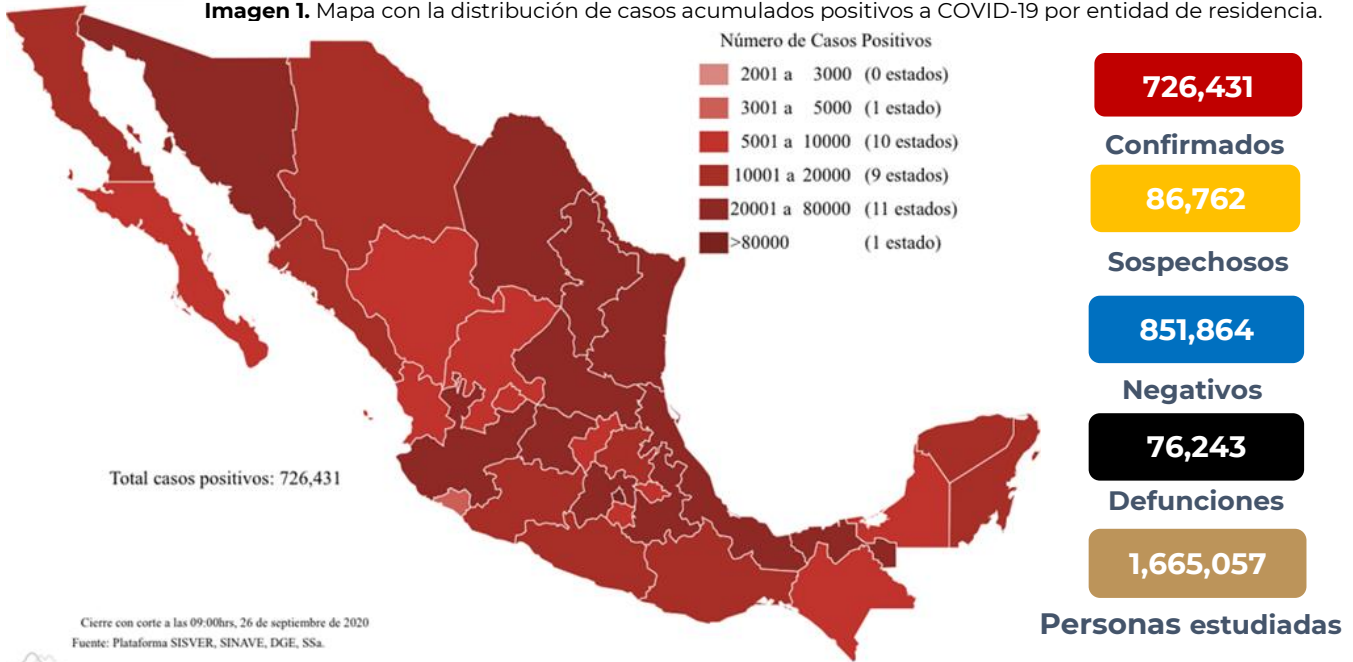 Imagen 1. Mapa con la distribución de casos acumulados positivos a COVID-19 por entidad de residencia.
Número de Casos Positivos
2001 a 3000 (0 estados)
3001 a 5000 (1 estado)
5001 a 10000 (10 estados)
10001 a 20000 (9 estados)
20001 a 80000 (11 estados)
>80000 (1 estado)
726,431
Confirmados
86,762
Sospechosos
851,864
Negativos
76,243
Defunciones
1,665,057
Personas estudiadas
Total casos positivos: 726,431
Cierre con corte a las 09:00hrs, 26 de septiembre de 2020
Fuente: Plataforma SISVER, SINAVE, DGE, SSa.